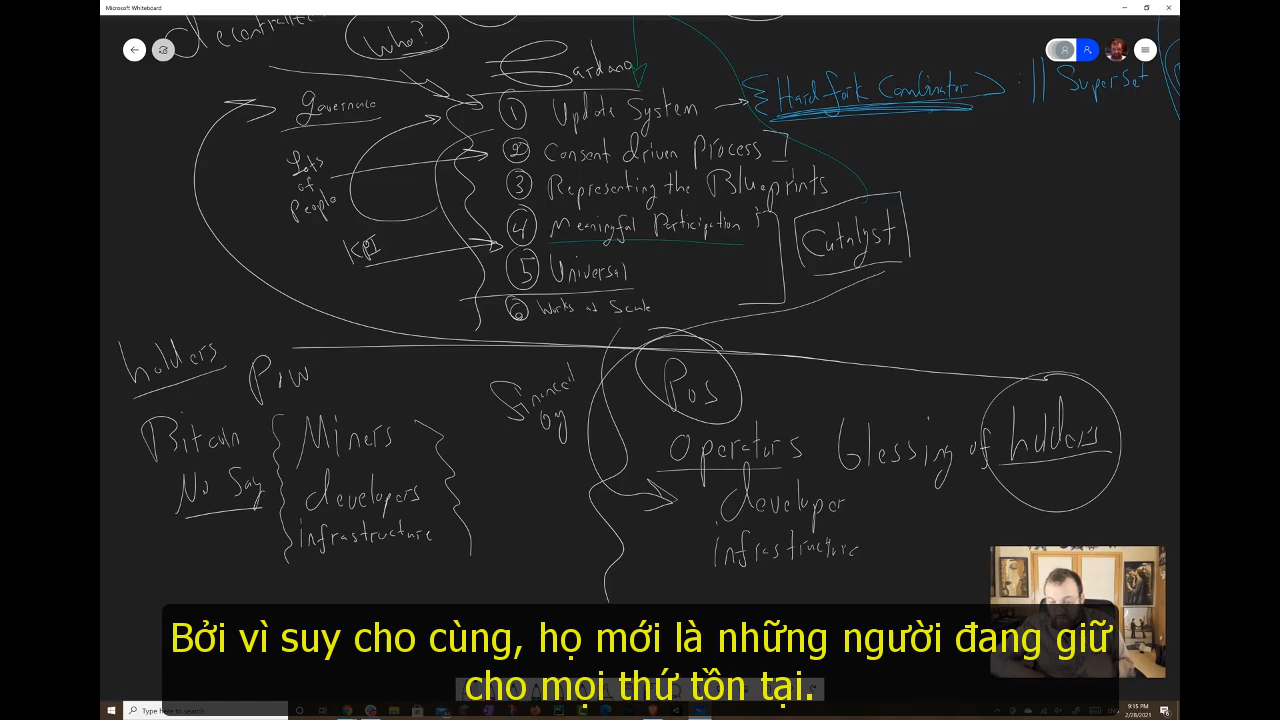 Microsoft Whiteboard
Who?
Cardano
governance
① Update System
Hard fork Combinator : || SuperSet
② Consent driven Process
Lots of People
③ Representing the Blueprints
④ Meaningful Participation
Catalyst
KPI
⑤ Universal
⑥ Works at Scale
holders
PoW
Financed by
PoS
Bitcoin
Miners
Operators blessing of holders
No Say
developers
developer
infrastructure
infrastructure
Bởi vì suy cho cùng, họ mới là những người đang giữ
cho mọi thứ tồn tại.
Type here to search
9:15 PM
2/28/2021